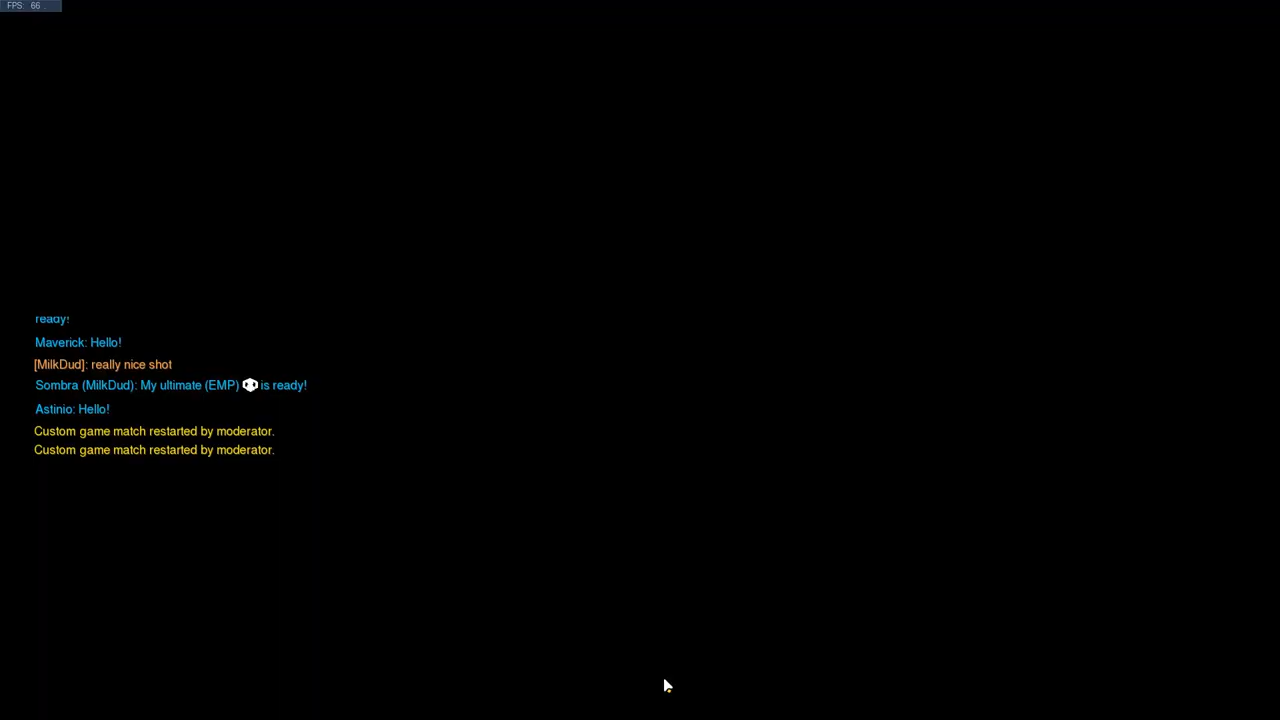 FPS: 66
ready!
Maverick: Hello!
[MilkDud]: really nice shot
Sombra (MilkDud): My ultimate (EMP) is ready!
Astinio: Hello!
Custom game match restarted by moderator.
Custom game match restarted by moderator.